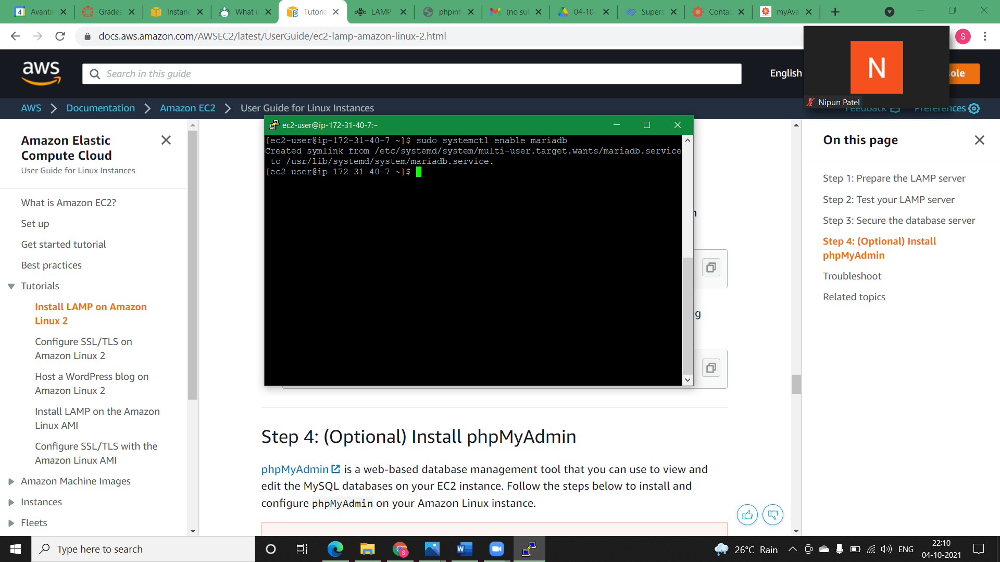 Avanti
Grades
Instanc
What is
Tutoria
LAMP
phpinf
(no sul
04-10-
Supers
Contac
myAva
docs.aws.amazon.com/AWSEC2/latest/UserGuide/ec2-lamp-amazon-linux-2.html
S
aws
Search in this guide
English
ole
N
Nipun Patel
AWS
Documentation
Amazon EC2
User Guide for Linux Instances
Feedback
Preferences
Amazon Elastic
Compute Cloud
User Guide for Linux Instances
What is Amazon EC2?
Set up
Get started tutorial
Best practices
Tutorials
Install LAMP on Amazon
Linux 2
Configure SSL/TLS on
Amazon Linux 2
Host a WordPress blog on
Amazon Linux 2
Install LAMP on the Amazon
Linux AMI
Configure SSL/TLS with the
Amazon Linux AMI
Amazon Machine Images
Instances
Fleets
ec2-user@ip-172-31-40-7:~
[ec2-user@ip-172-31-40-7 ~]$ sudo systemctl enable mariadb
Created symlink from /etc/systemd/system/multi-user.target.wants/mariadb.service
to /usr/lib/systemd/system/mariadb.service.
[ec2-user@ip-172-31-40-7 ~]$
g
Step 4: (Optional) Install phpMyAdmin
phpMyAdmin is a web-based database management tool that you can use to view and
edit the MySQL databases on your EC2 instance. Follow the steps below to install and
configure phpMyAdmin on your Amazon Linux instance.
On this page
Step 1: Prepare the LAMP server
Step 2: Test your LAMP server
Step 3: Secure the database server
Step 4: (Optional) Install
phpMyAdmin
Troubleshoot
Related topics
Type here to search
26°C Rain
ENG
22:10
04-10-2021